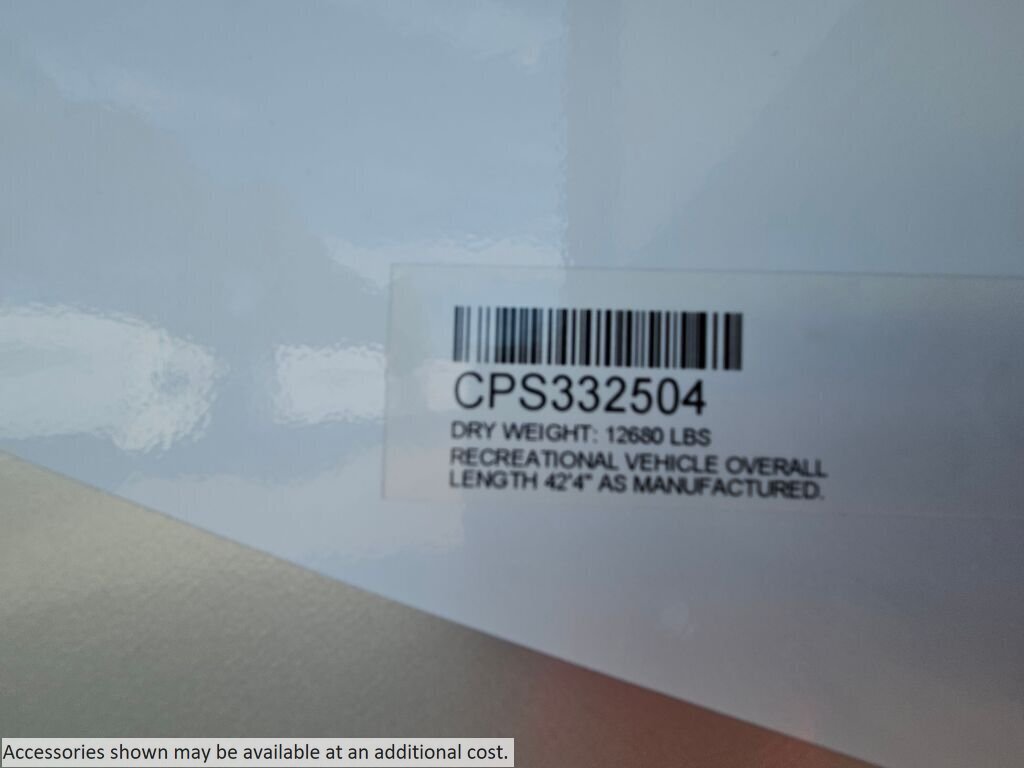 CPS332504
DRY WEIGHT: 12680 LBS
RECREATIONAL VEHICLE OVERALL
LENGTH 42'4" AS MANUFACTURED.
Accessories shown may be available at an additional cost.